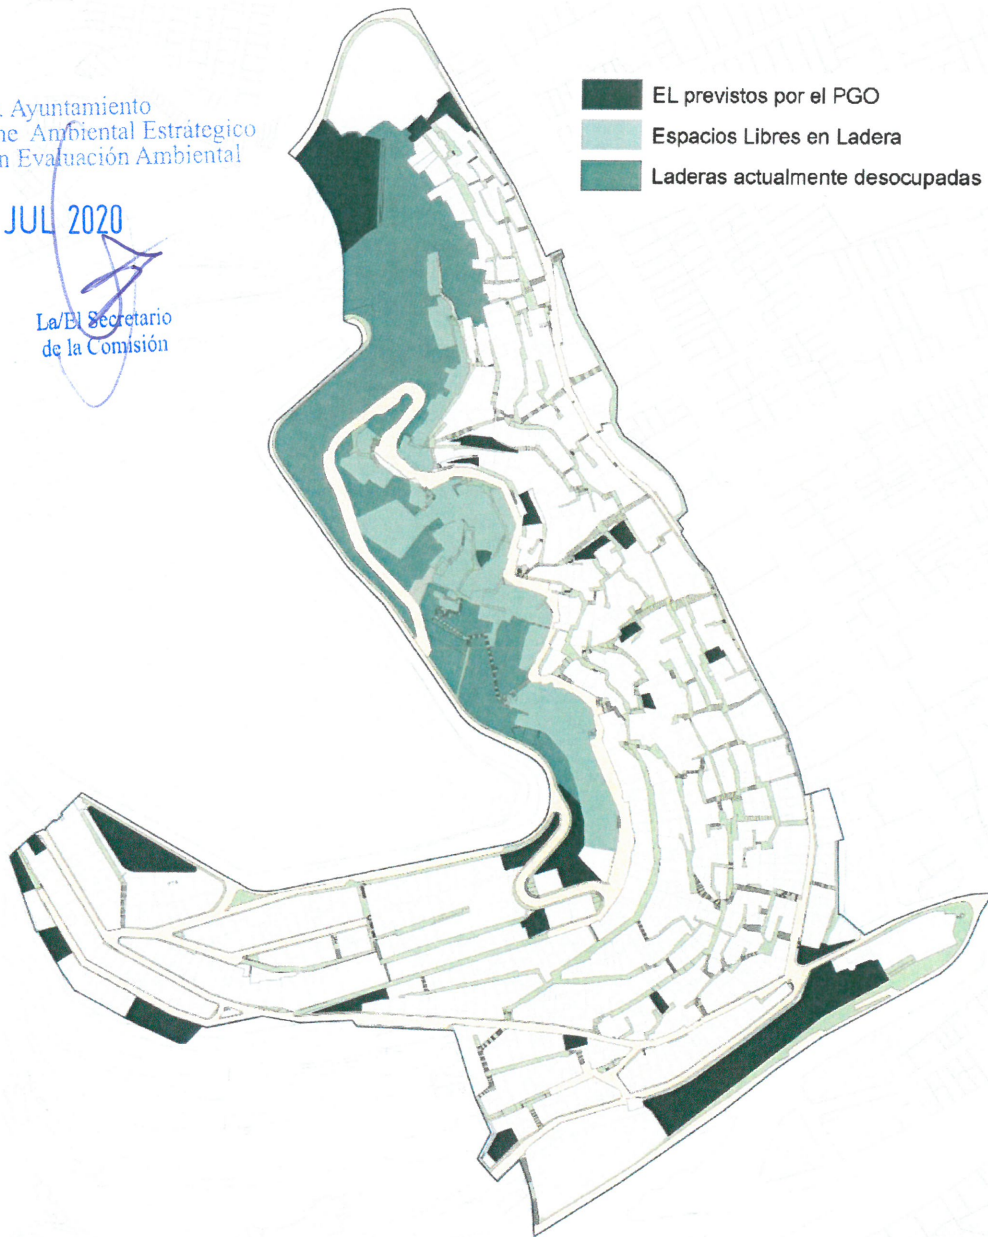 Ayuntamiento
Ambiental Estrátegico
n Evaluación Ambiental
JUL 2020
La/El Secretario
de la Comisión
EL previstos por el PGO
Espacios Libres en Ladera
Laderas actualmente desocupadas